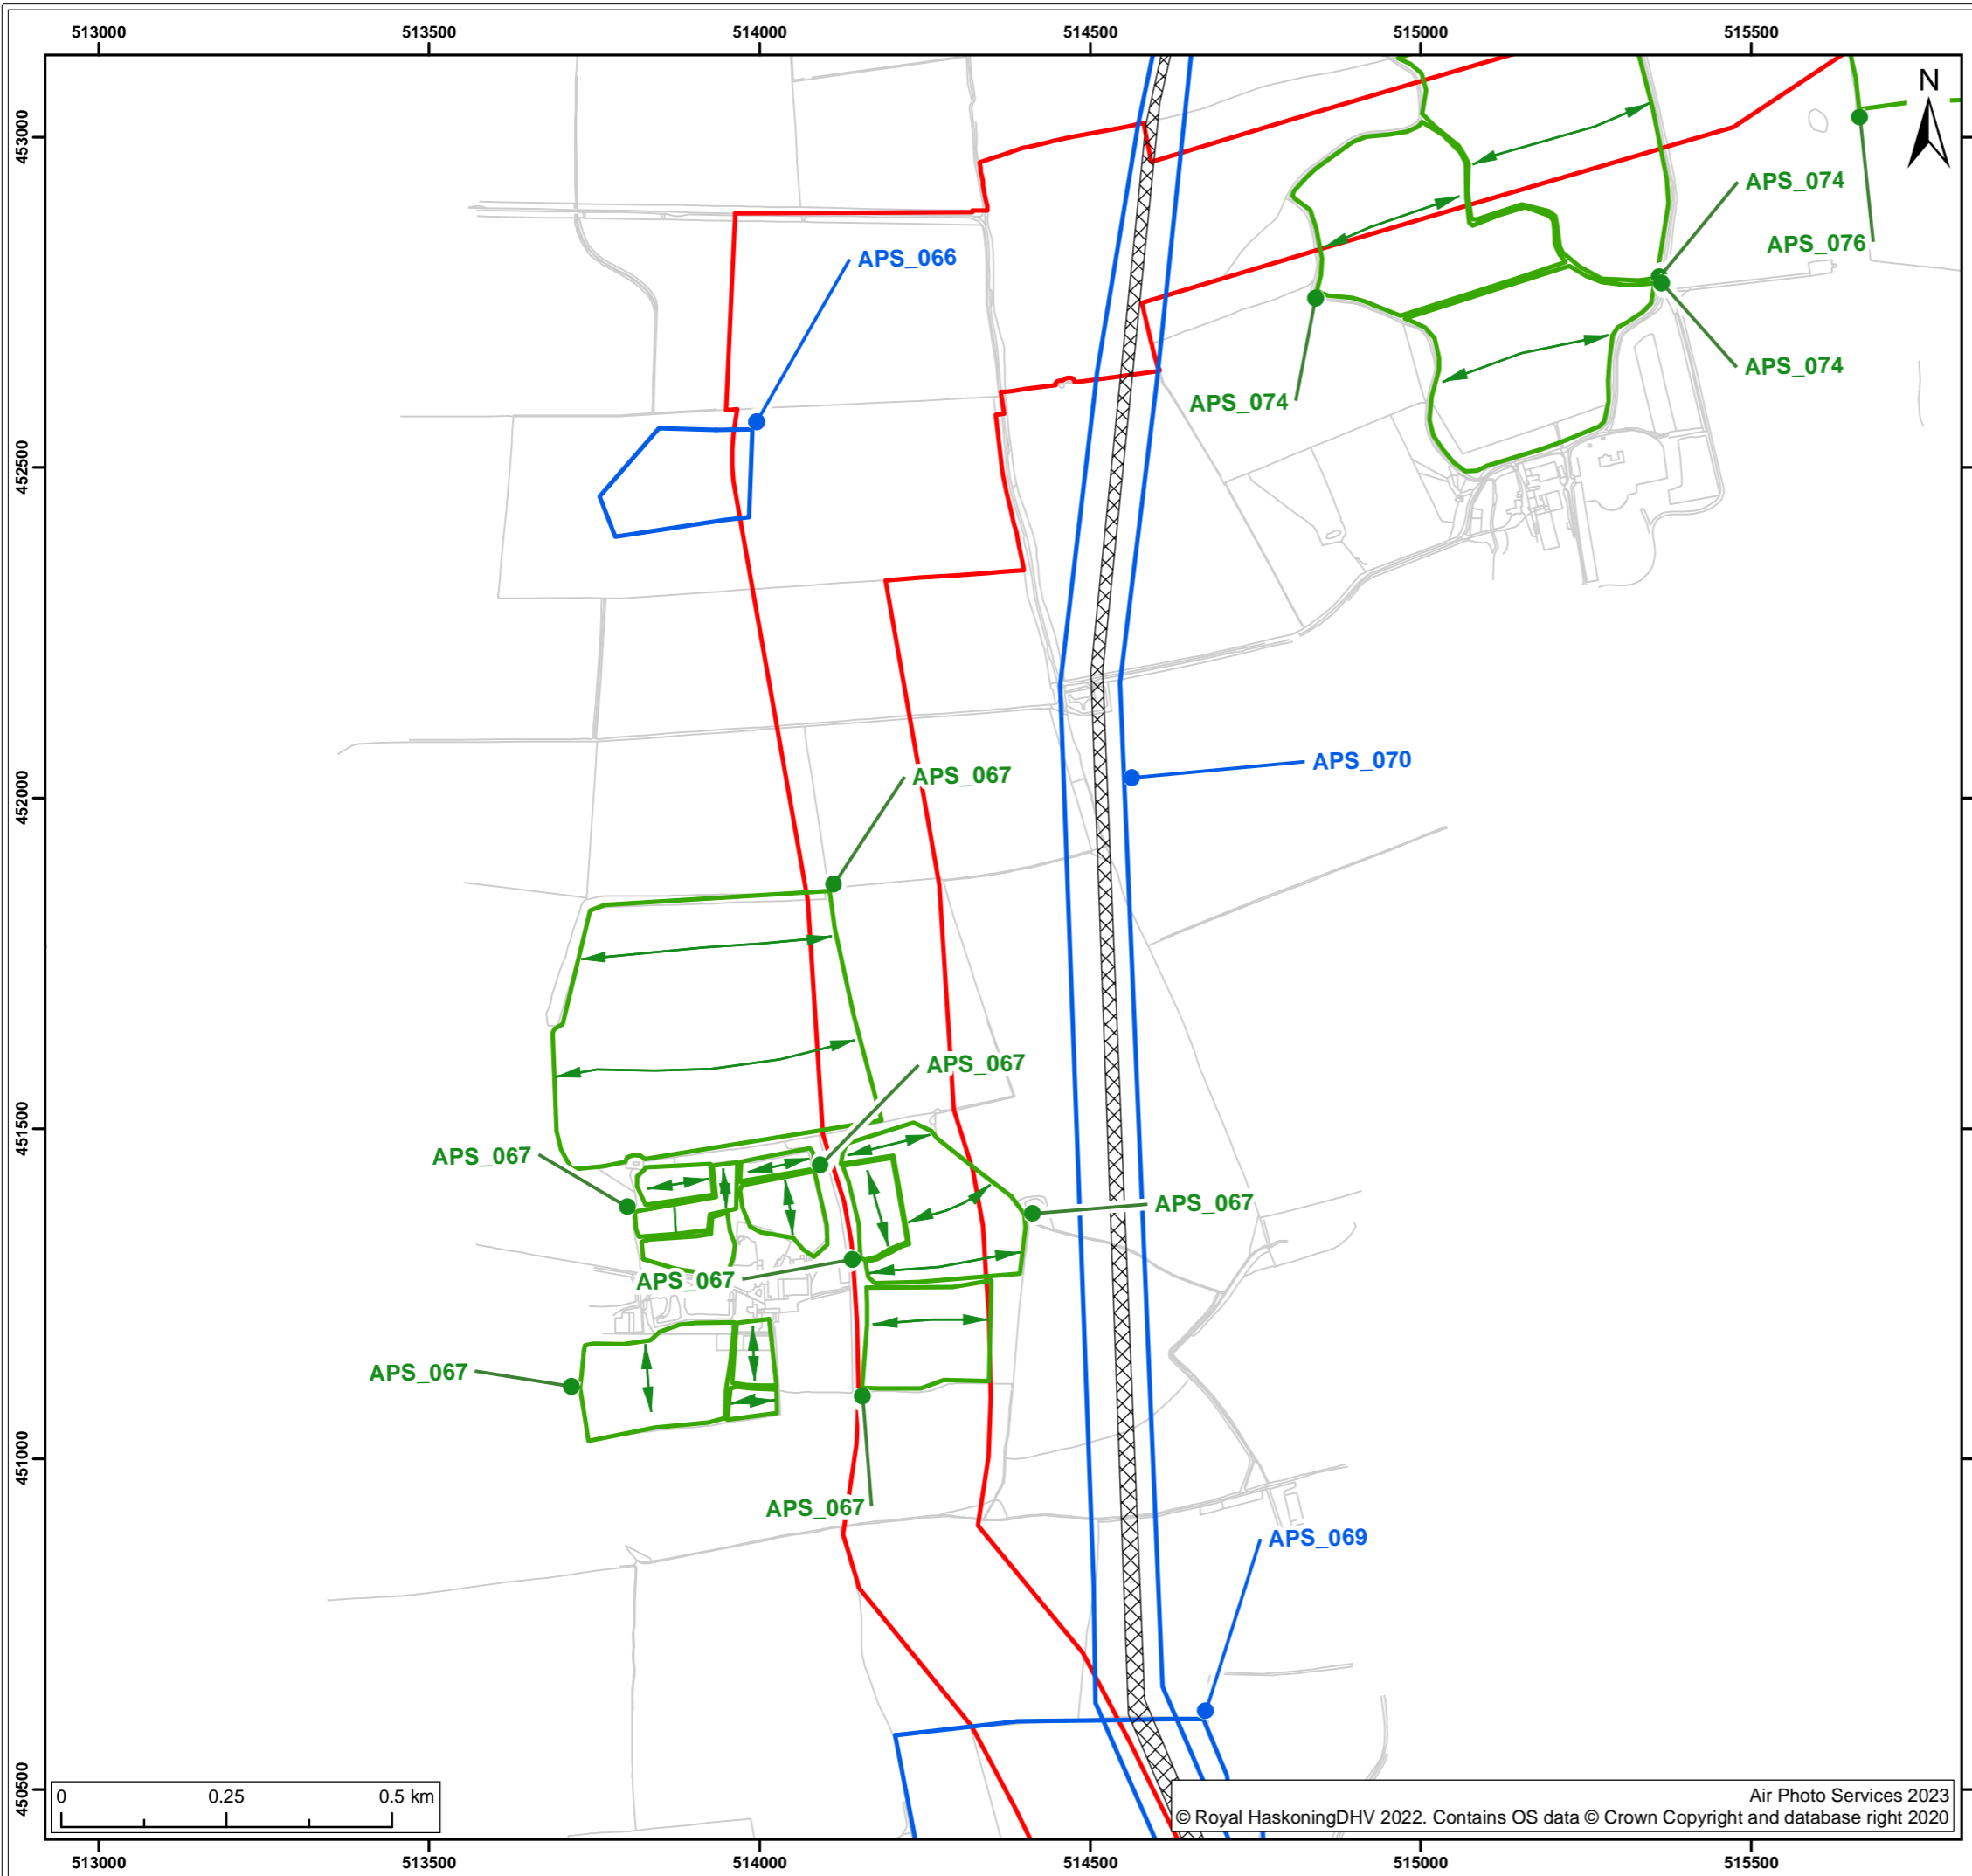 513000 513500 514000 514500 515000 515500
N
453000
APS_074
APS_076
APS_066
APS_074
APS_074
452500
APS_070
APS_067
452000
APS_067
451500
APS_067
APS_067
APS_067
APS_067
451000
APS_067
APS_069
450500
0 0.25 0.5 km
Air Photo Services 2023
© Royal HaskoningDHV 2022. Contains OS data © Crown Copyright and database right 2020
513000 513500 514000 514500 515000 515500